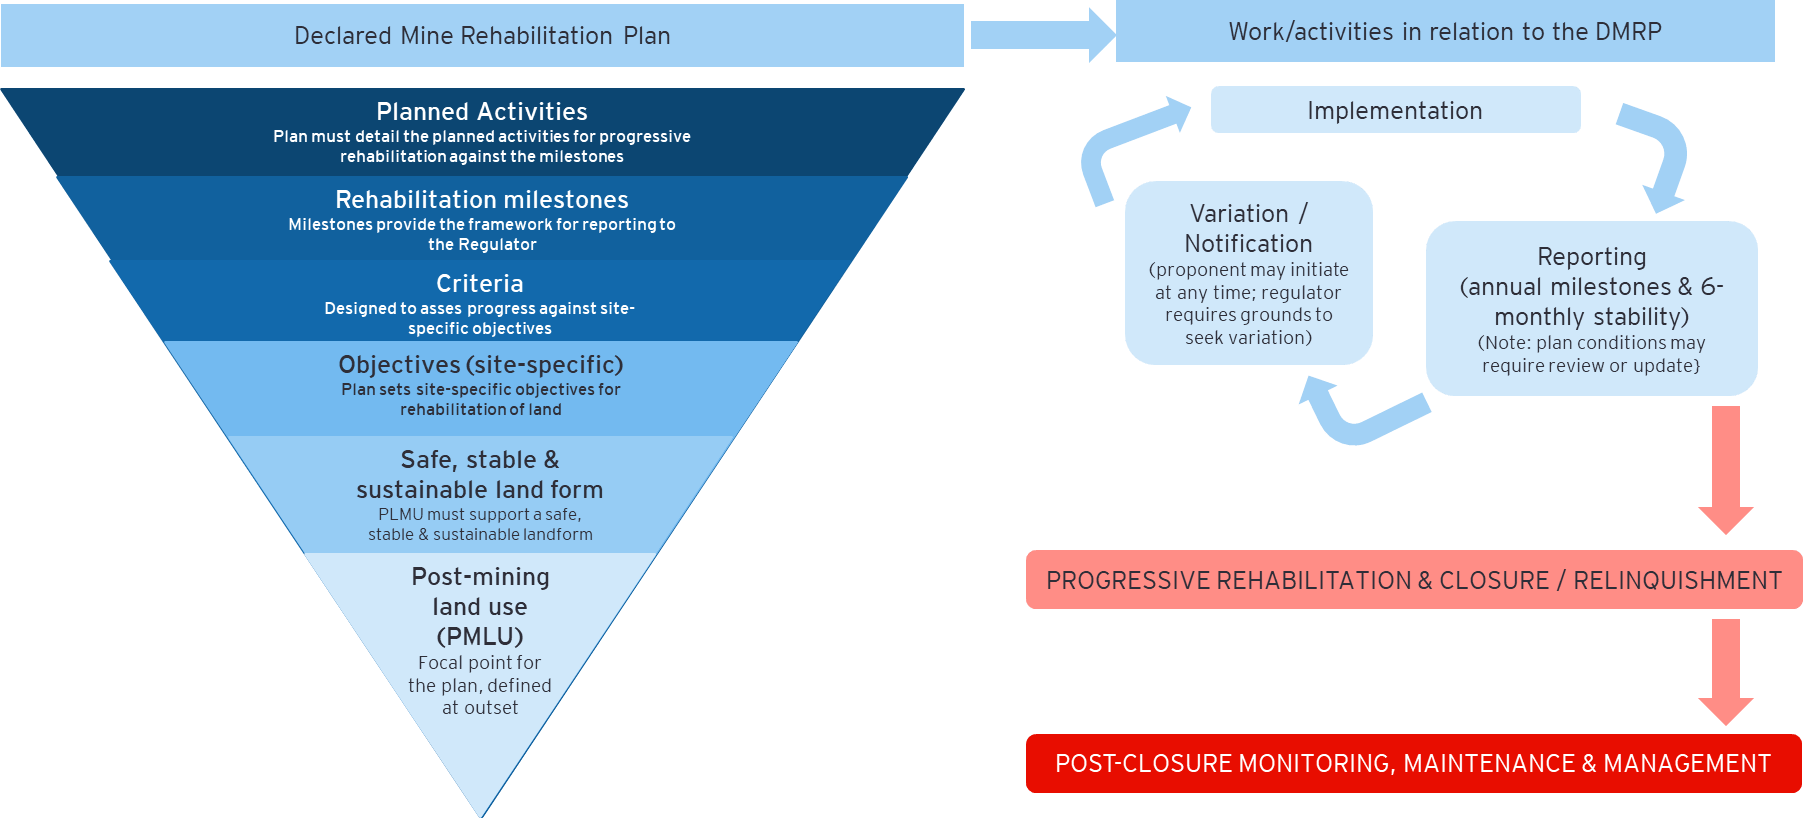 Declared Mine Rehabilitation Plan
Planned Activities
Plan must detail the planned activities for progressive
rehabilitation against the milestones
Rehabilitation milestones
Milestones provide the framework for reporting to
the Regulator
Criteria
Designed to asses progress against site-
specific objectives
Objectives (site-specific)
Plan sets site-specific objectives for
rehabilitation of land
Safe, stable &
sustainable land form
PLMU must support a safe,
stable & sustainable landform
Post-mining
land use
(PMLU)
Focal point for
the plan, defined
at outset
Work/activities in relation to the DMRP
Implementation
Variation /
Notification
(proponent may initiate
at any time; regulator
requires grounds to
seek variation)
Reporting
(annual milestones & 6-
monthly stability)
(Note: plan conditions may
require review or update}
PROGRESSIVE REHABILITATION & CLOSURE / RELINQUISHMENT
POST-CLOSURE MONITORING, MAINTENANCE & MANAGEMENT